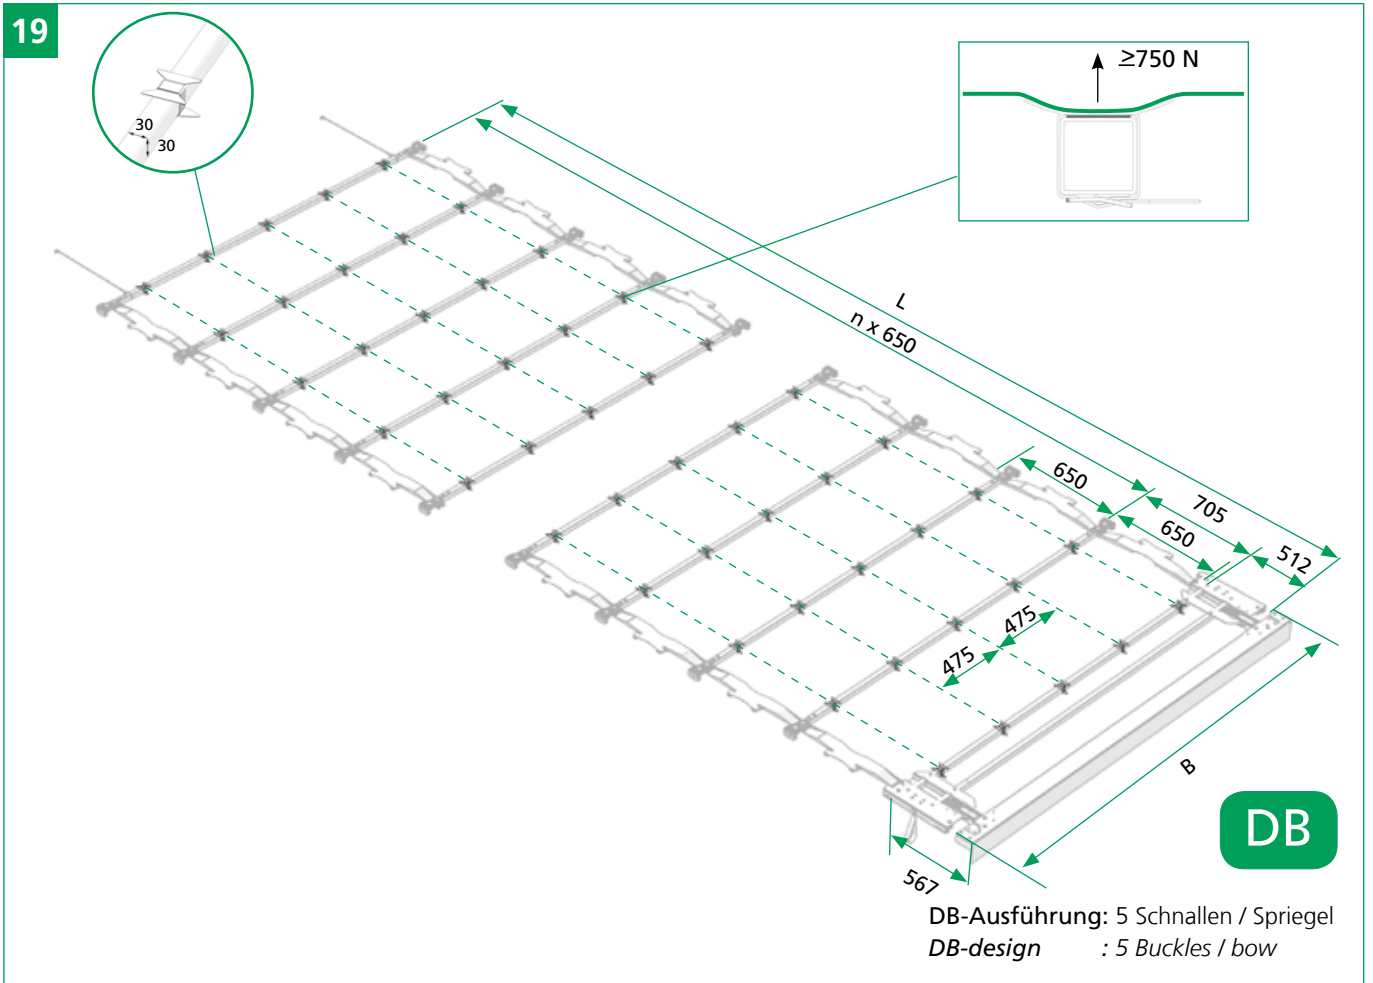 19
30
30
≥750 N
L
n x 650
650
705
650
512
475
475
B
567
DB
DB-Ausführung: 5 Schnallen / Spriegel
DB-design : 5 Buckles / bow